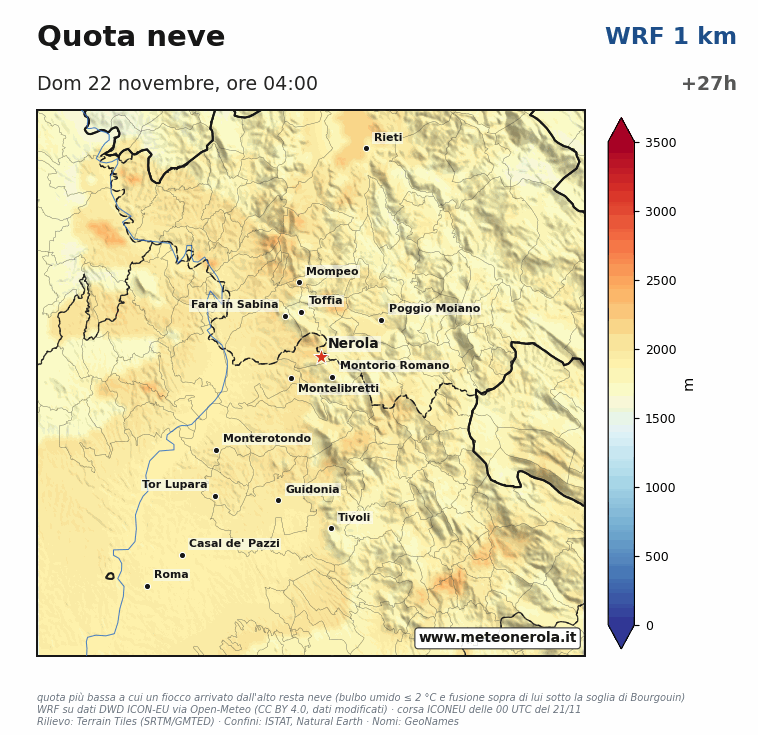 Quota neve
WRF 1 km
Dom 22 novembre, ore 04:00
+27h
Rieti
Mompeo
Fara in Sabina
Toffia
Poggio Moiano
Nerola
Montorio Romano
Montelibretti
Monterotondo
Tor Lupara
Guidonia
Tivoli
Casal de' Pazzi
Roma
www.meteonerola.it
3500
3000
2500
2000
1500
1000
500
0
m
quota più bassa a cui un fiocco arrivato dall'alto resta neve (bulbo umido ≤ 2 °C e fusione sopra di lui sotto la soglia di Bourgouin)
WRF su dati DWD ICON-EU via Open-Meteo (CC BY 4.0, dati modificati) · corsa ICONEU delle 00 UTC del 21/11
Rilievo: Terrain Tiles (SRTM/GMTED) · Confini: ISTAT, Natural Earth · Nomi: GeoNames